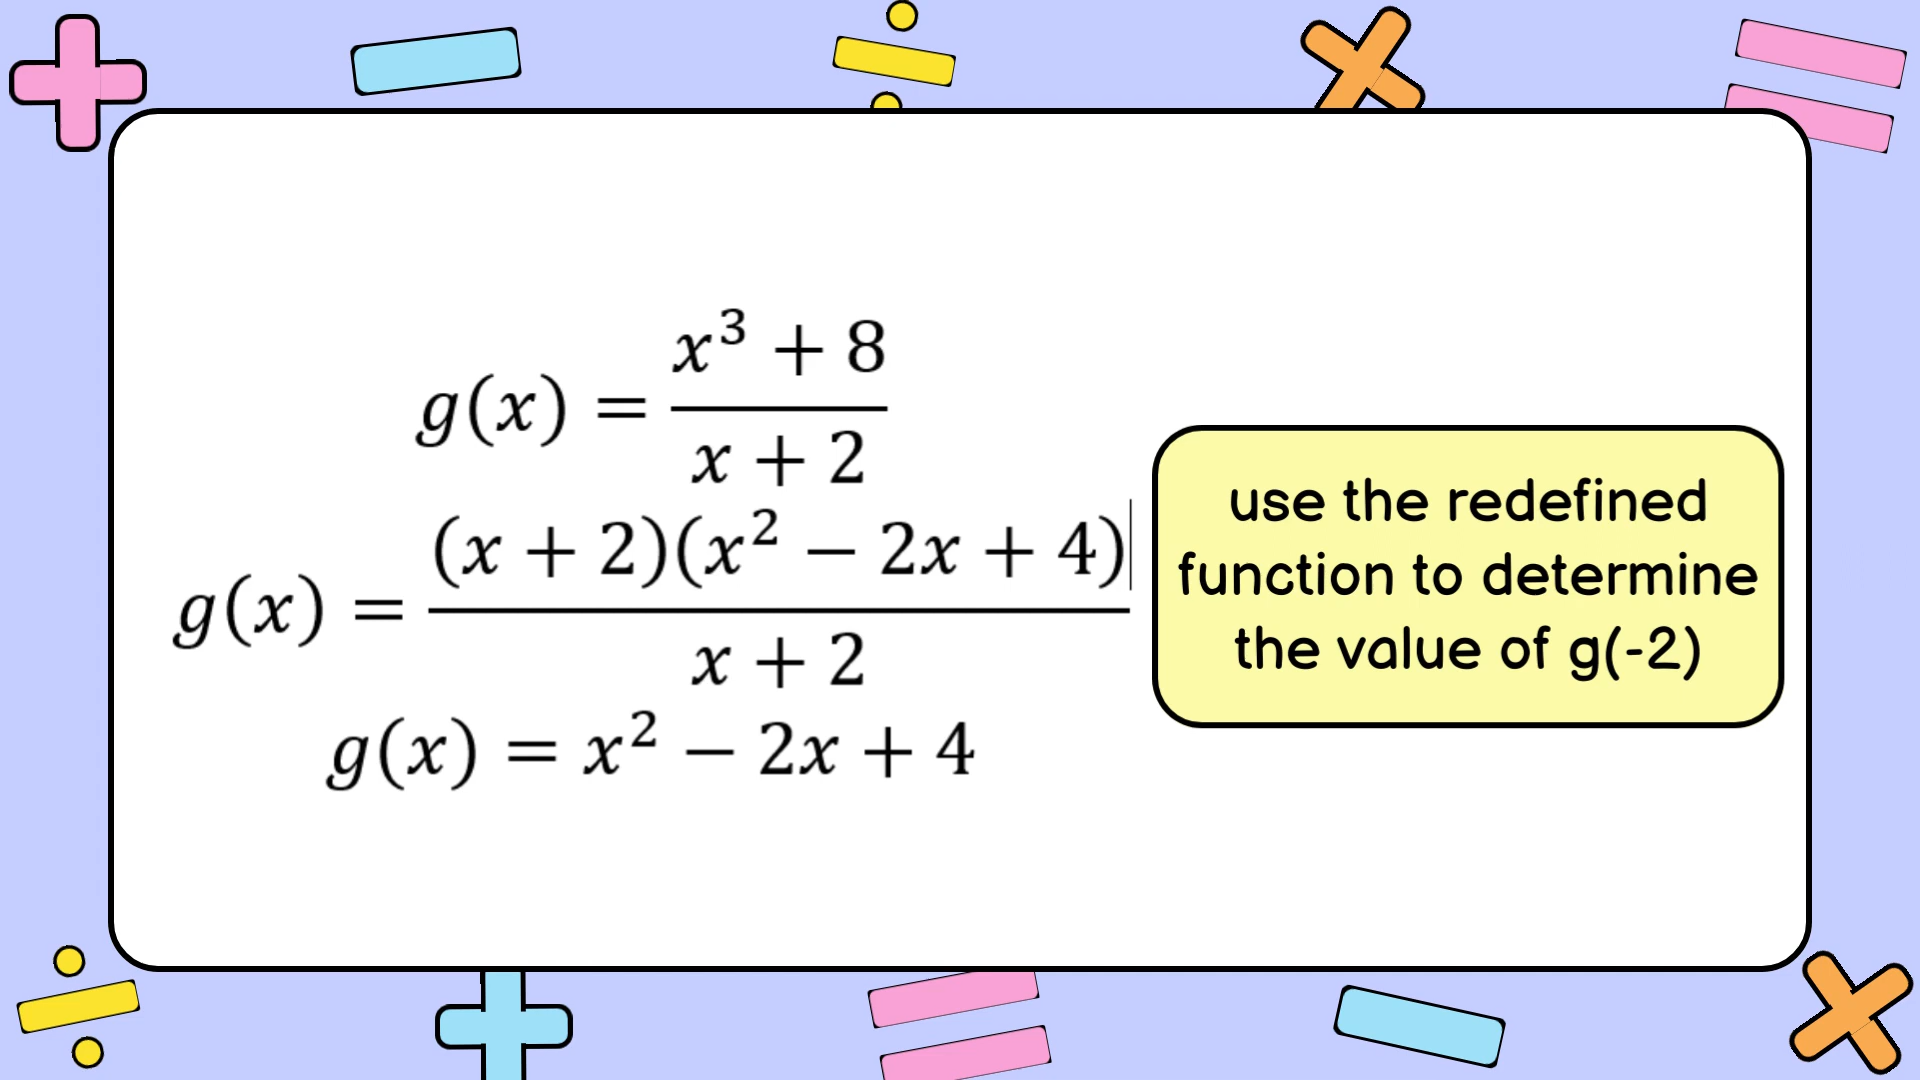 g(x) = x³ + 8 / x + 2
g(x) = (x + 2)(x² − 2x + 4) / x + 2
g(x) = x² − 2x + 4
use the redefined
function to determine
the value of g(-2)